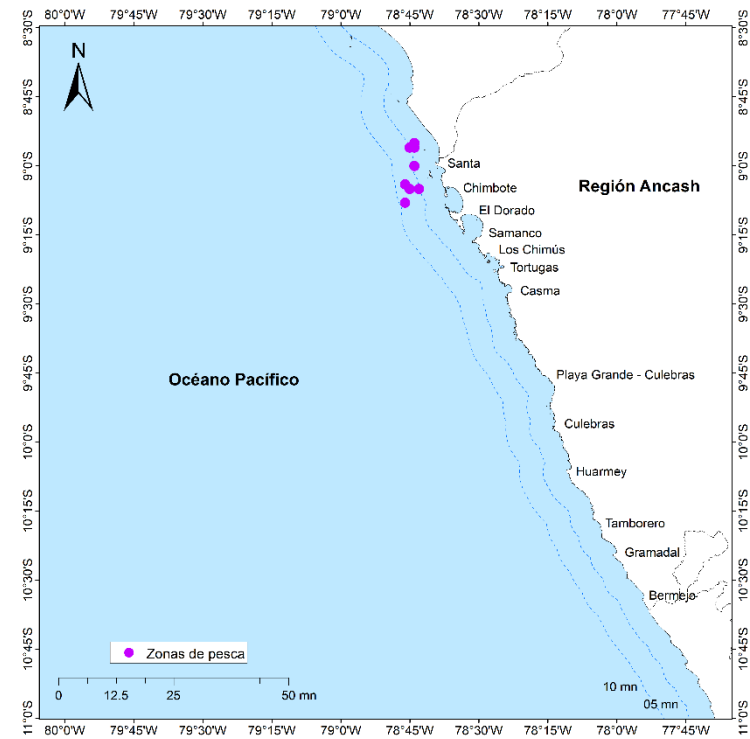 80°0'W 79°45'W 79°30'W 79°15'W 79°0'W 78°45'W 78°30'W 78°15'W 78°0'W 77°45'W
8°30'S 8°30'S
N
8°45'S 8°45'S
9°0'S 9°0'S
Santa
Chimbote
Región Ancash
El Dorado
9°15'S 9°15'S
Samanco
Los Chimús
Tortugas
Casma
9°30'S 9°30'S
Playa Grande - Culebras
Océano Pacífico
9°45'S 9°45'S
Culebras
10°0'S 10°0'S
Huarmey
10°15'S 10°15'S
Tamborero
Gramadal
10°30'S 10°30'S
Bermejo
Zonas de pesca
10°45'S 10°45'S
0 12.5 25 50 mn
10 mn
05 mn
11°0'S 11°0'S
80°0'W 79°45'W 79°30'W 79°15'W 79°0'W 78°45'W 78°30'W 78°15'W 78°0'W 77°45'W